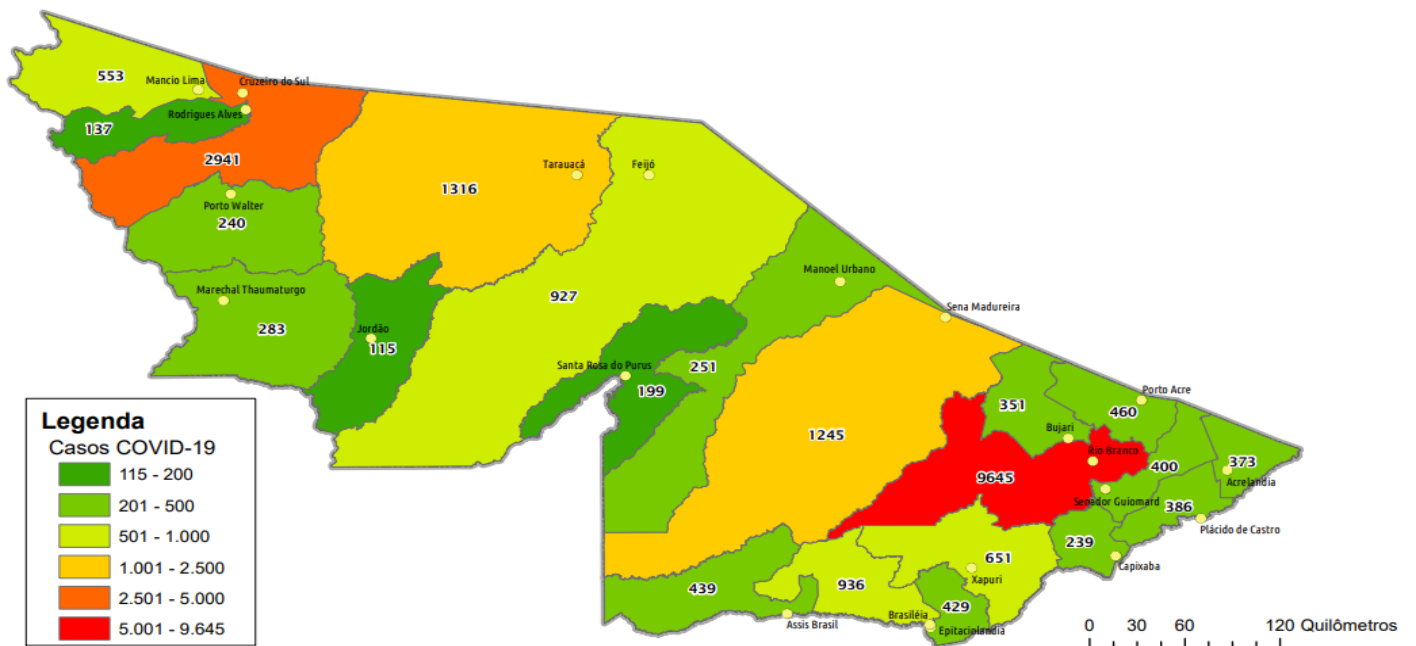 553
Mancio Lima
Cruzeiro do Sul
Rodrigues Alves
137
2941
Tarauacá
Feijó
1316
Porto Walter
240
Manoel Urbano
Marechal Thaumaturgo
927
Sena Madureira
283
Jordão
115
Santa Rosa do Purus
251
199
Porto Acre
351
460
1245
Bujari
Rio Branco
400
373
9645
Acrelandia
Senador Guiomard
386
Plácido de Castro
239
Capixaba
651
439
936
Xapuri
429
Brasiléia
Assis Brasil
Epitaciolandia
Legenda
Casos COVID-19
115 - 200
201 - 500
501 - 1.000
1.001 - 2.500
2.501 - 5.000
5.001 - 9.645
0 30 60 120 Quilômetros